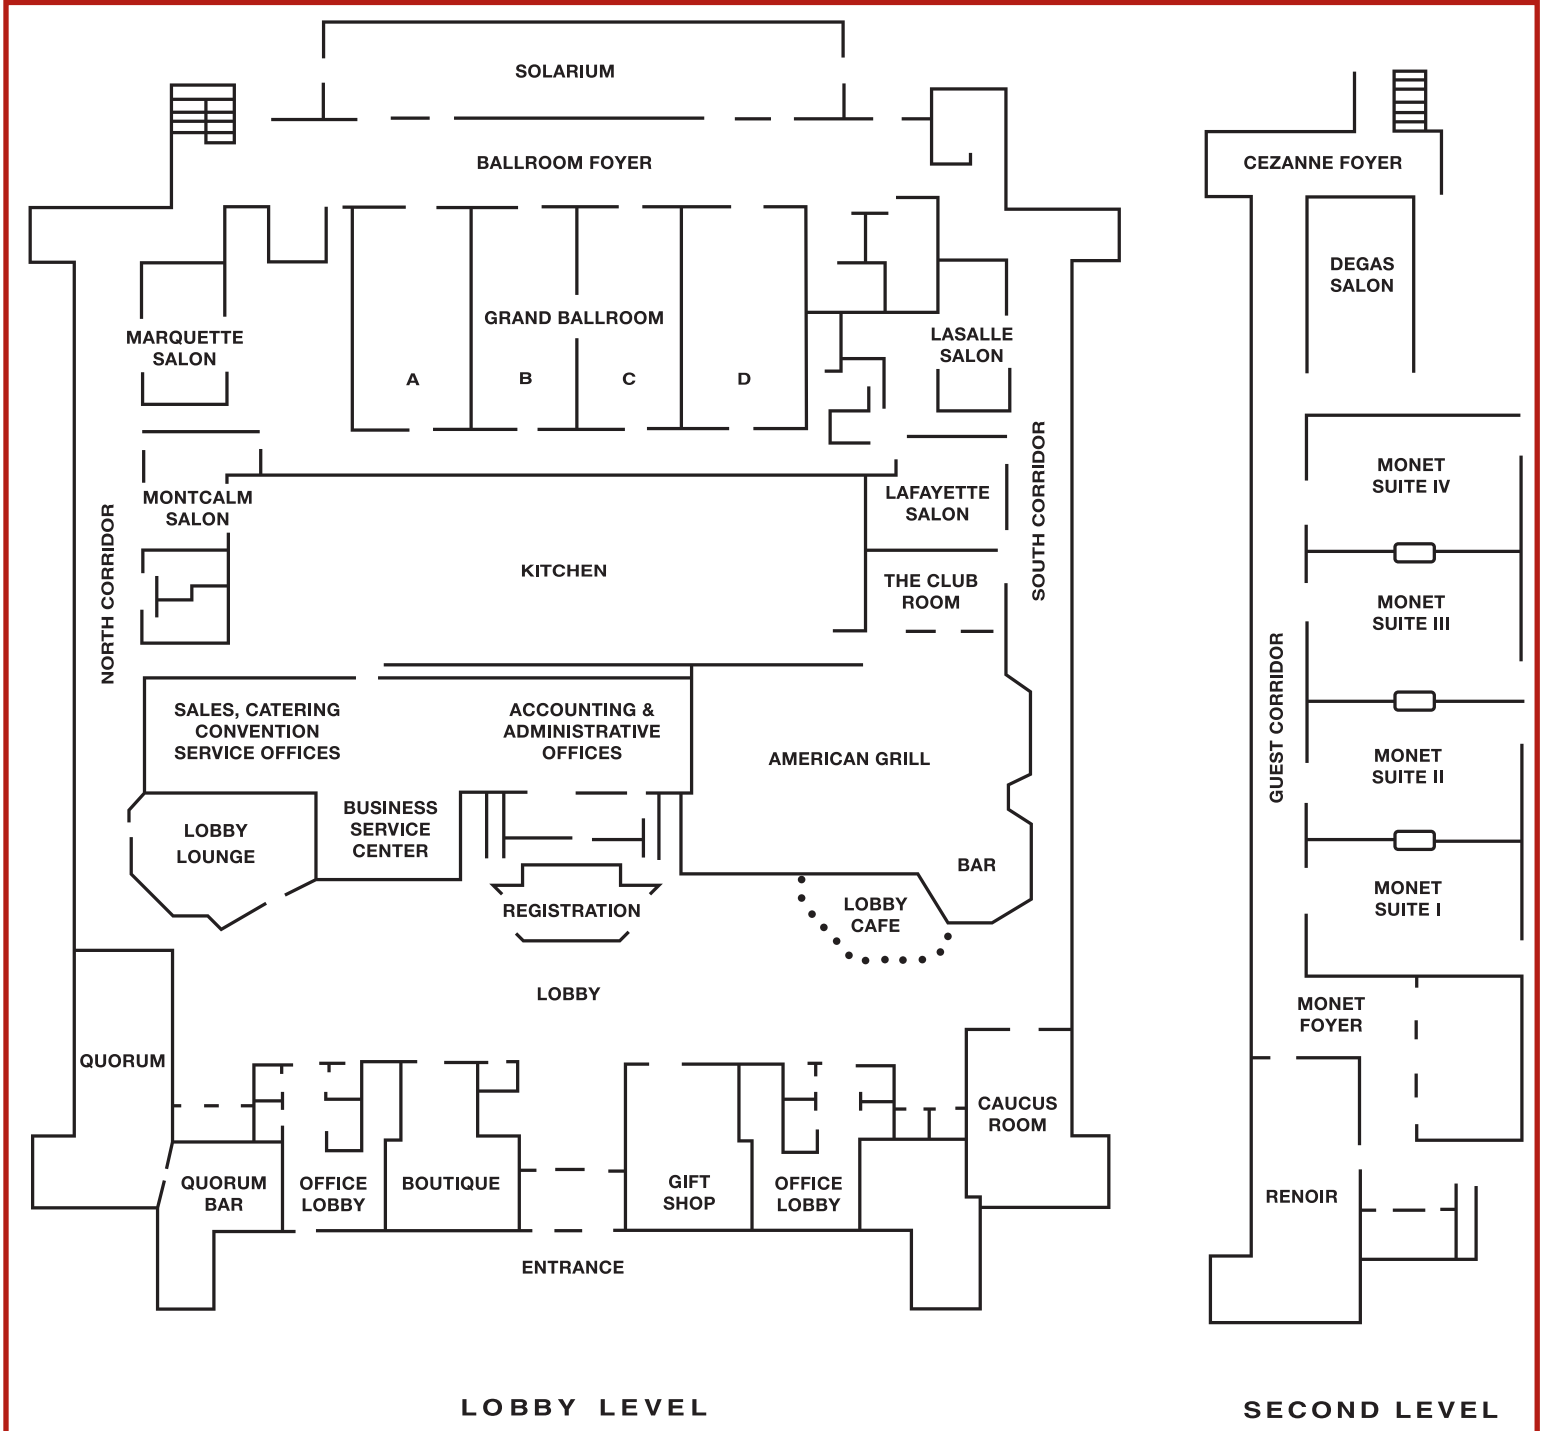 SOLARIUM
BALLROOM FOYER
MARQUETTE
SALON
GRAND BALLROOM
A
B
C
D
LASALLE
SALON
MONTCALM
SALON
LAFAYETTE
SALON
NORTH CORRIDOR
SOUTH CORRIDOR
KITCHEN
THE CLUB
ROOM
SALES, CATERING
CONVENTION
SERVICE OFFICES
ACCOUNTING &
ADMINISTRATIVE
OFFICES
AMERICAN GRILL
LOBBY
LOUNGE
BUSINESS
SERVICE
CENTER
BAR
REGISTRATION
LOBBY
CAFE
LOBBY
QUORUM
CAUCUS
ROOM
QUORUM
BAR
OFFICE
LOBBY
BOUTIQUE
GIFT
SHOP
OFFICE
LOBBY
ENTRANCE
LOBBY LEVEL
CEZANNE FOYER
DEGAS
SALON
MONET
SUITE IV
MONET
SUITE III
GUEST CORRIDOR
MONET
SUITE II
MONET
SUITE I
MONET
FOYER
RENOIR
SECOND LEVEL